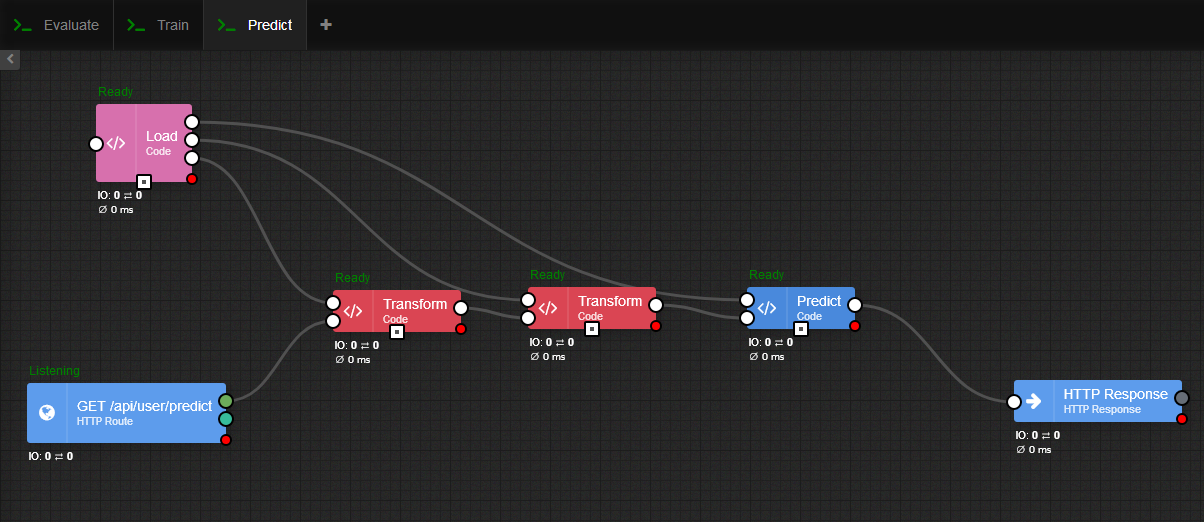 Evaluate
Train
Predict
Ready
Load
Code
IO: 0 ⇄ 0
∅ 0 ms
Ready
Transform
Code
IO: 0 ⇄ 0
∅ 0 ms
Ready
Transform
Code
IO: 0 ⇄ 0
∅ 0 ms
Ready
Predict
Code
IO: 0 ⇄ 0
∅ 0 ms
Listening
GET /api/user/predict
HTTP Route
IO: 0 ⇄ 0
HTTP Response
HTTP Response
IO: 0 ⇄ 0
∅ 0 ms